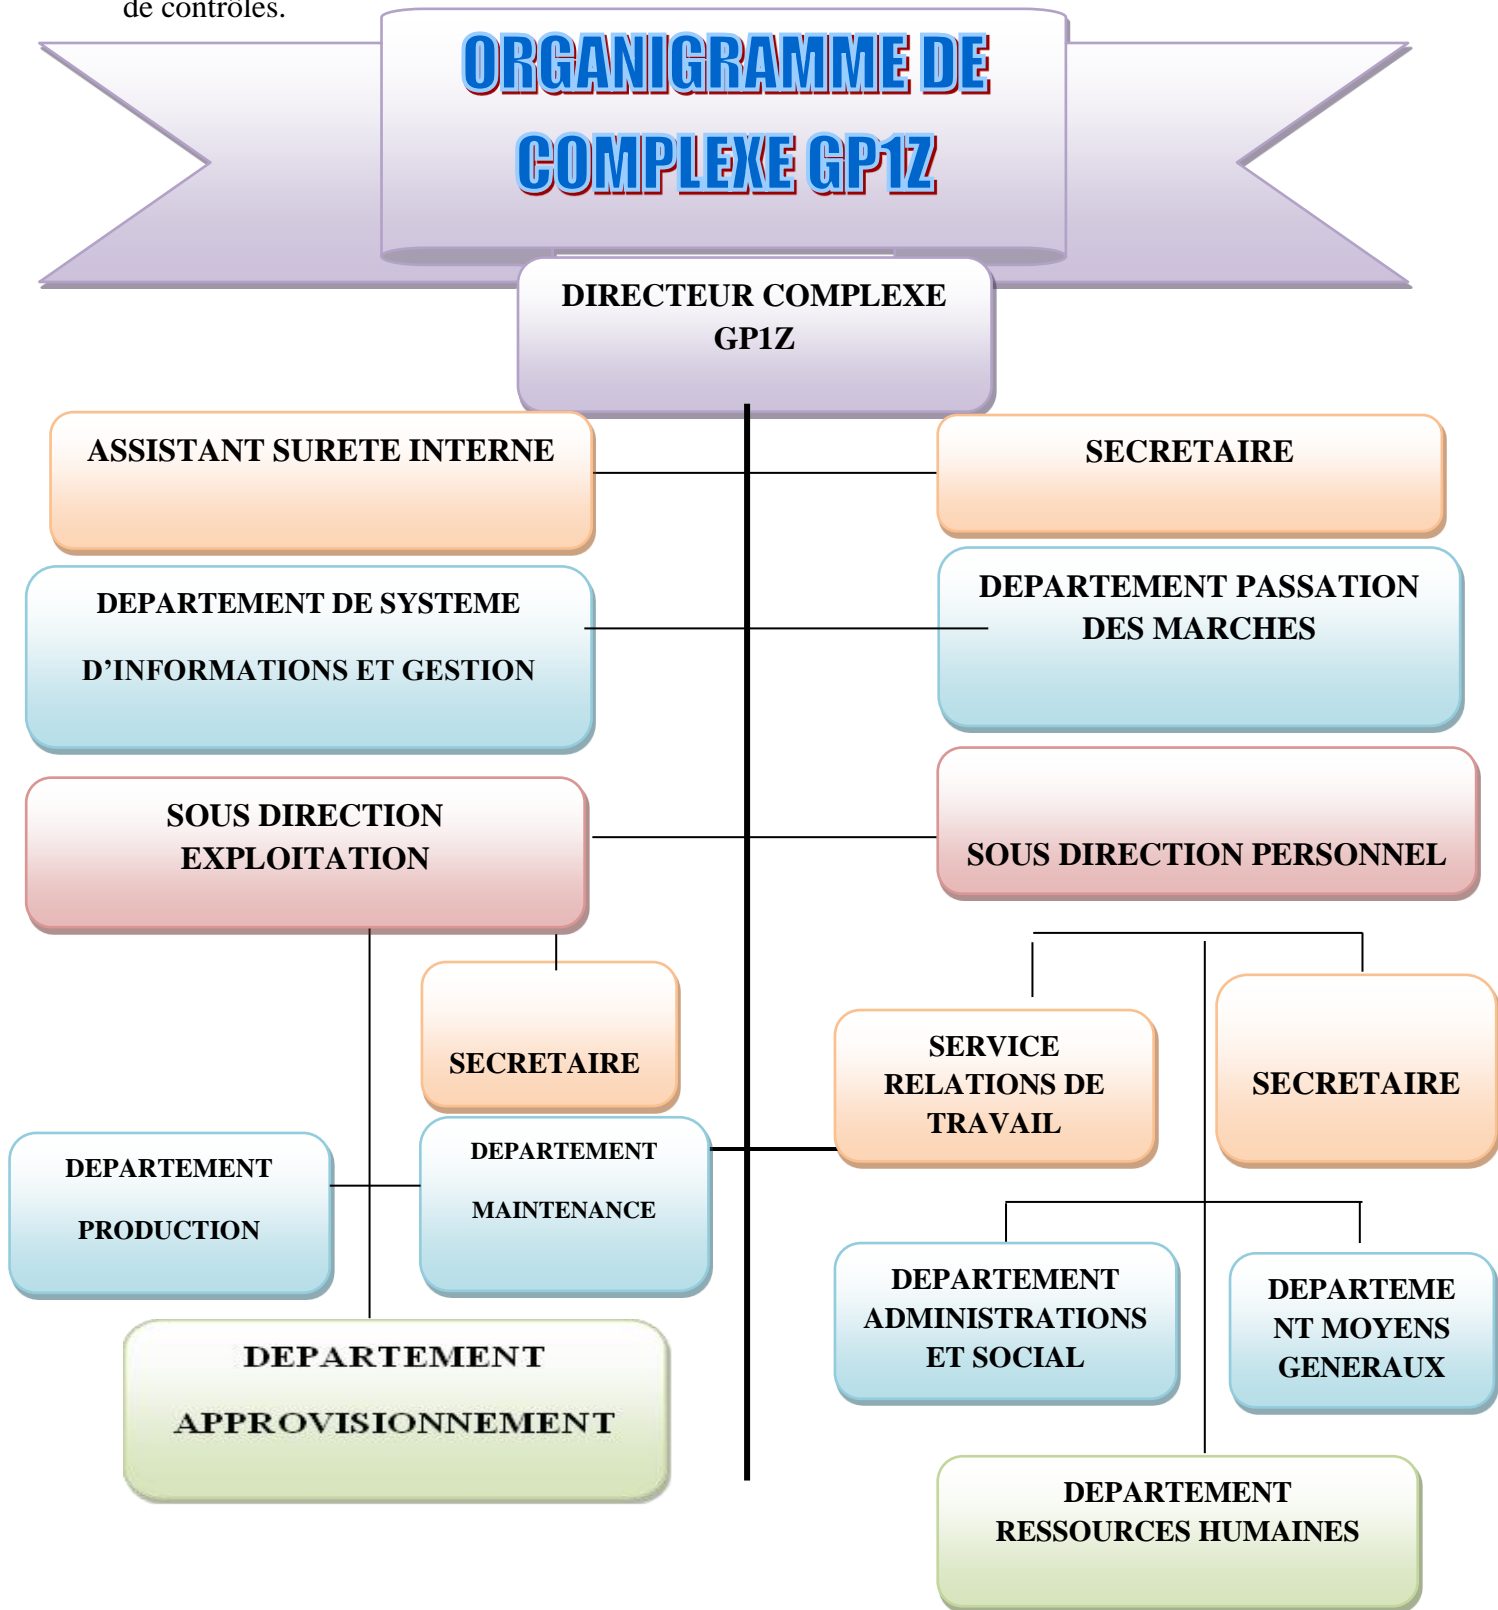 de contrôles.
ORGANIGRAMME DE
COMPLEXE GP1Z
DIRECTEUR COMPLEXE
GP1Z
ASSISTANT SURETE INTERNE
SECRETAIRE
DEPARTEMENT DE SYSTEME
D’INFORMATIONS ET GESTION
DEPARTEMENT PASSATION
DES MARCHES
SOUS DIRECTION
EXPLOITATION
SOUS DIRECTION PERSONNEL
SECRETAIRE
SERVICE
RELATIONS DE
TRAVAIL
SECRETAIRE
DEPARTEMENT
PRODUCTION
DEPARTEMENT
MAINTENANCE
DEPARTEMENT
ADMINISTRATIONS
ET SOCIAL
DEPARTEME
NT MOYENS
GENERAUX
DEPARTEMENT
APPROVISIONNEMENT
DEPARTEMENT
RESSOURCES HUMAINES